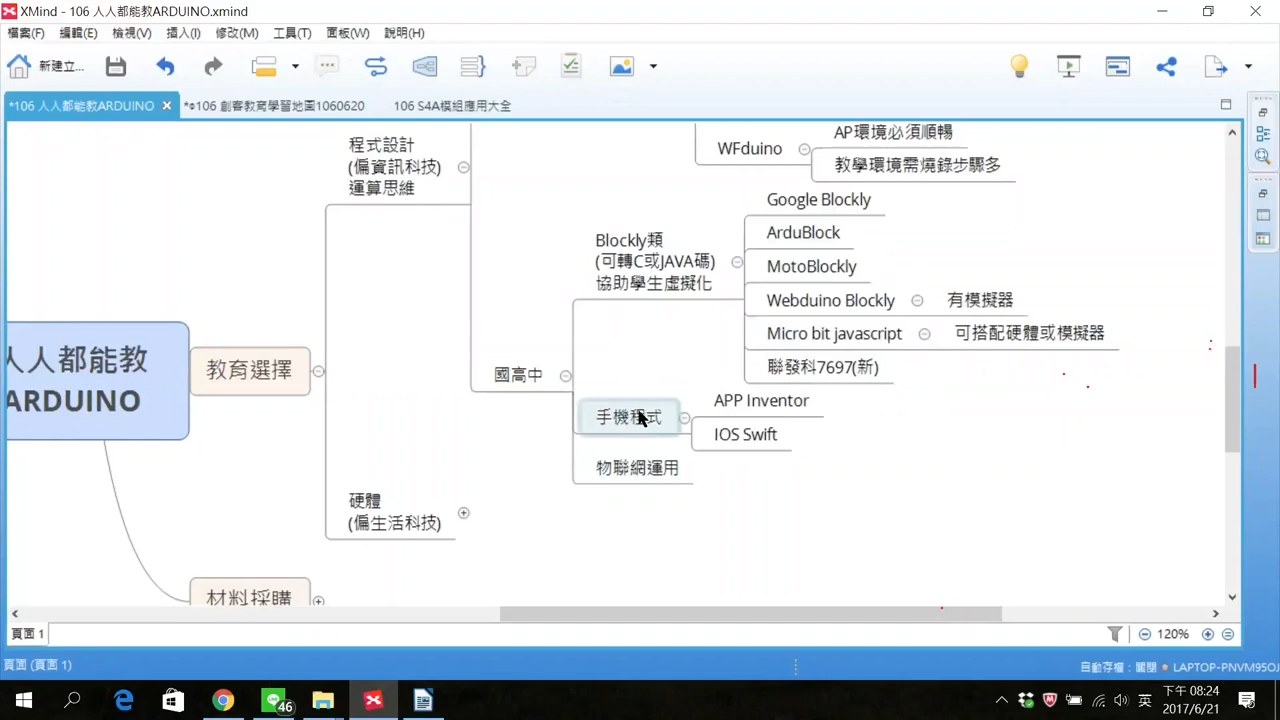 XMind - 106 人人都能教ARDUINO.xmind
檔案(F) 編輯(E) 檢視(V) 插入(I) 修改(M) 工具(T) 面板(W) 說明(H)
新建立...
*106 人人都能教ARDUINO
106 創客教育學習地圖1060620
106 S4A模組應用大全
程式設計
(偏資訊科技)
運算思維
WFduino
AP環境必須順暢
教學環境需燒錄步驟多
Blockly類
(可轉C或JAVA碼)
協助學生虛擬化
Google Blockly
ArduBlock
MotoBlockly
Webduino Blockly
有模擬器
Micro bit javascript
可搭配硬體或模擬器
聯發科7697(新)
人人都能教
ARDUINO
教育選擇
國高中
手機程式
APP Inventor
IOS Swift
物聯網運用
硬體
(偏生活科技)
材料採購
頁面 1
120%
頁面 (頁面 1)
自動存檔: 關閉
LAPTOP-PNVM95OJ
46
英
下午 08:24
2017/6/21